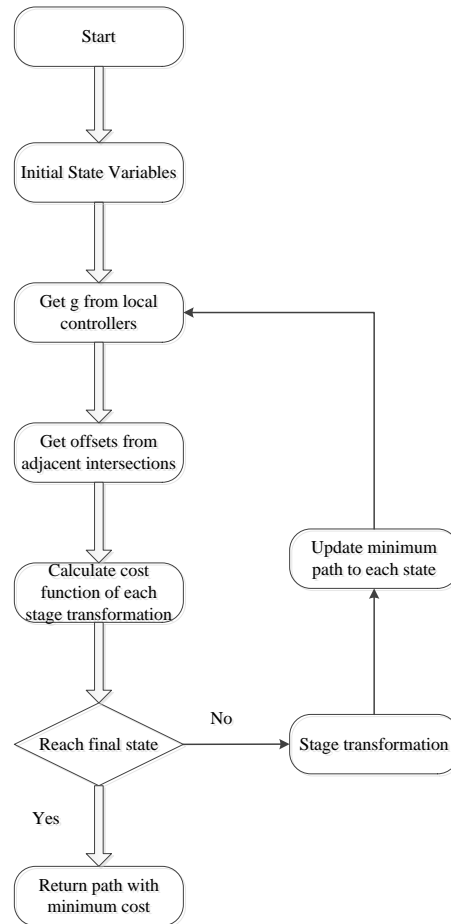 Start
Initial State Variables
Get g from local
controllers
Get offsets from
adjacent intersections
Calculate cost
function of each
stage transformation
Update minimum
path to each state
Reach final state
No
Stage transformation
Yes
Return path with
minimum cost